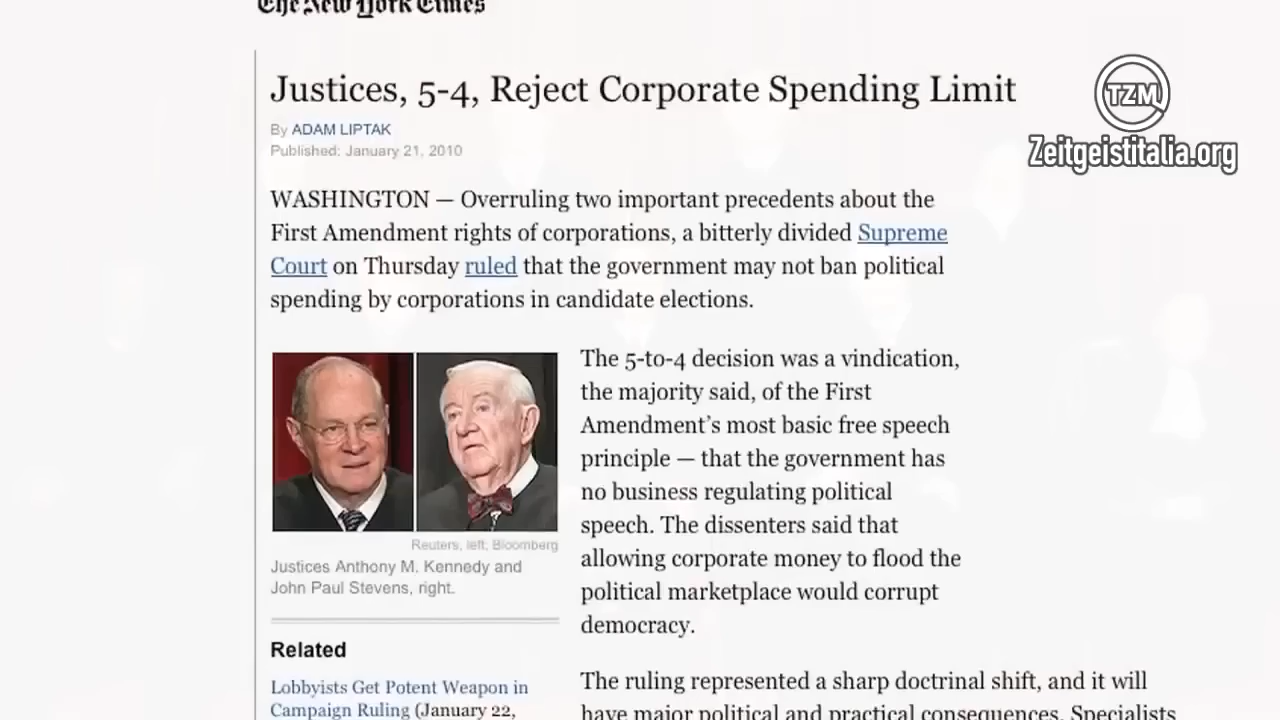 The New York Times
Justices, 5-4, Reject Corporate Spending Limit
By ADAM LIPTAK
Published: January 21, 2010
TZM
Zeitgeistitalia.org
WASHINGTON — Overruling two important precedents about the
First Amendment rights of corporations, a bitterly divided Supreme
Court on Thursday ruled that the government may not ban political
spending by corporations in candidate elections.
The 5-to-4 decision was a vindication,
the majority said, of the First
Amendment’s most basic free speech
principle — that the government has
no business regulating political
speech. The dissenters said that
allowing corporate money to flood the
political marketplace would corrupt
democracy.
Reuters, left; Bloomberg
Justices Anthony M. Kennedy and
John Paul Stevens, right.
Related
Lobbyists Get Potent Weapon in
Campaign Ruling (January 22,
The ruling represented a sharp doctrinal shift, and it will
have major political and practical consequences. Specialists